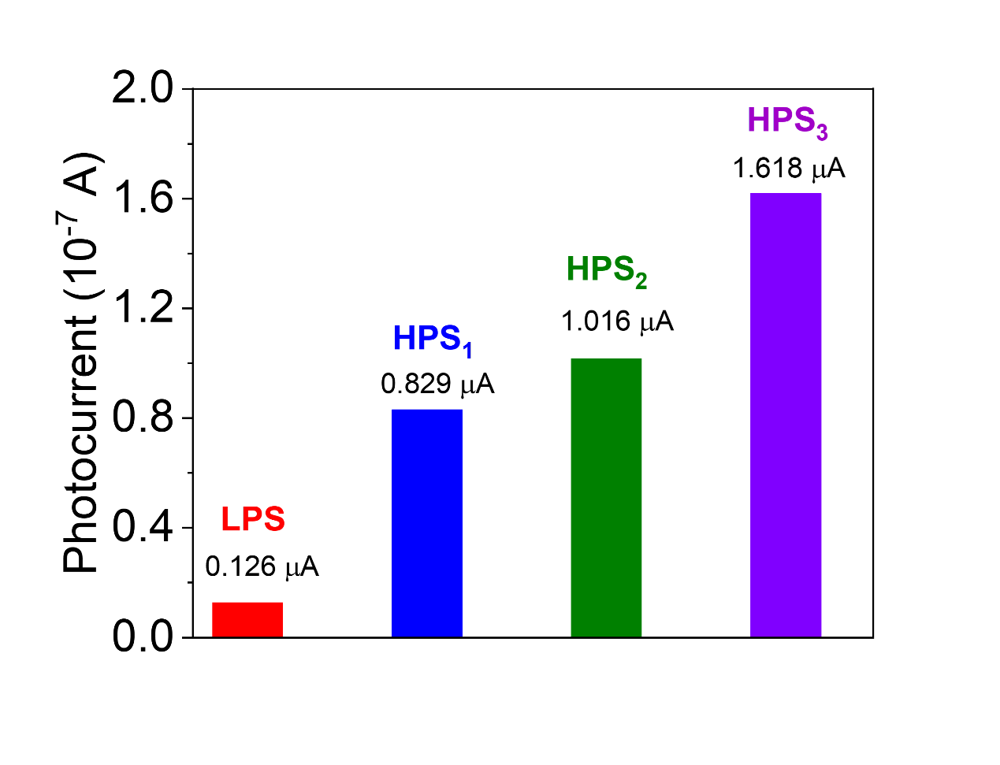 Photocurrent (10⁻⁷ A)
2.0
1.6
1.2
0.8
0.4
0.0
LPS
0.126 μA
HPS₁
0.829 μA
HPS₂
1.016 μA
HPS₃
1.618 μA